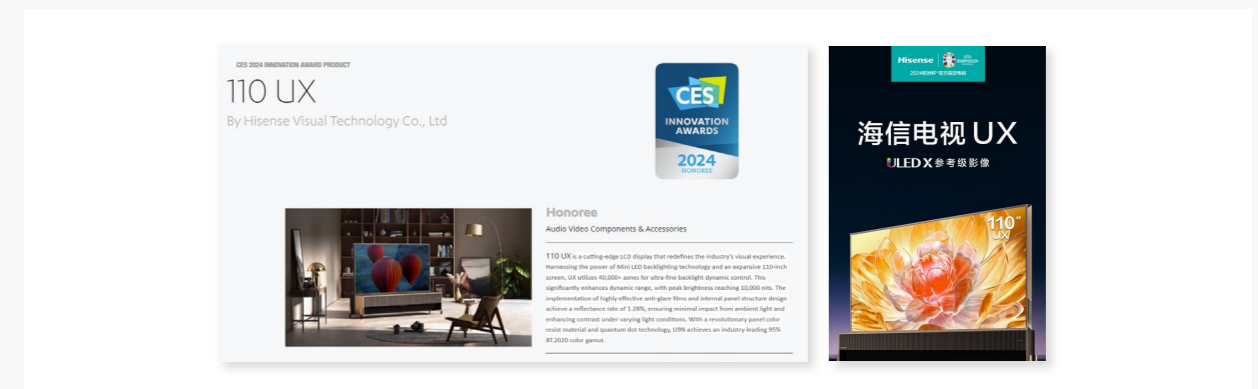 CES 2024 INNOVATION AWARD PRODUCT
110 UX
By Hisense Visual Technology Co., Ltd
CES
INNOVATION
AWARDS
2024
HONOREE
Honoree
Audio Video Components & Accessories
110 UX is a cutting-edge LCD display that redefines the industry's visual experience.
Harnessing the power of Mini LED backlighting technology and an expansive 110-inch
screen, UX utilizes 40,000+ zones for ultra-fine backlight dynamic control. This
significantly enhances dynamic range, with peak brightness reaching 10,000 nits. The
implementation of highly effective anti-glare films and internal panel structure design
achieve a reflectance rate of 1.28%, ensuring minimal impact from ambient light and
enhancing contrast under varying light conditions. With a revolutionary panel color
resist material and quantum dot technology, U9N achieves an industry-leading 95%
BT.2020 color gamut.
Hisense
海信电视 UX
ULED X 参考级影像
110"
UX